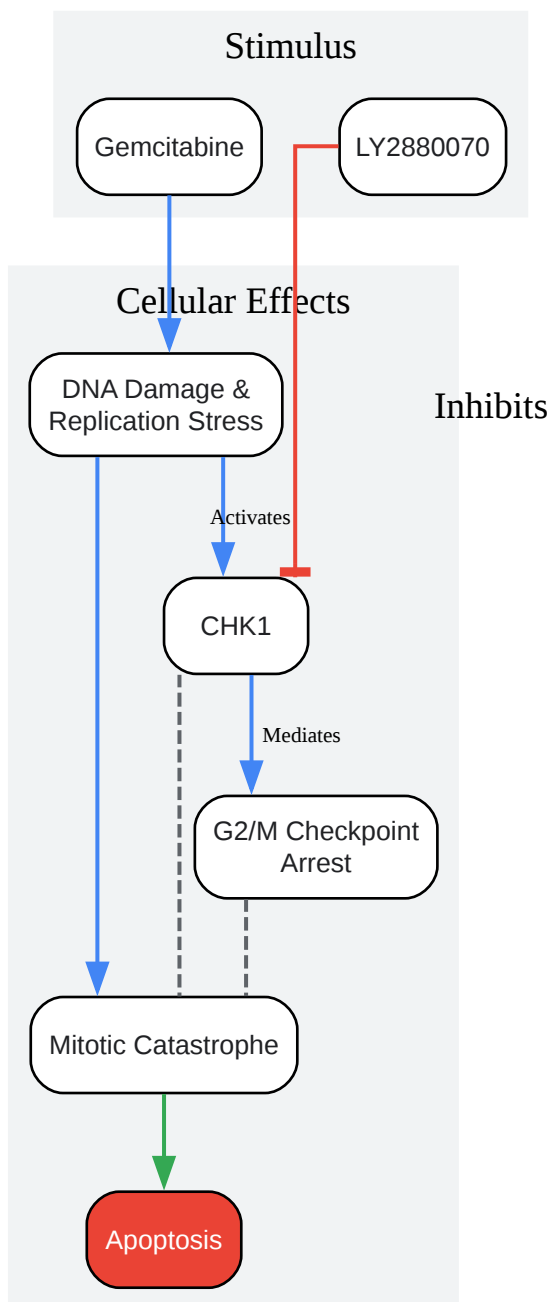 Stimulus
Gemcitabine
LY2880070
Cellular Effects
DNA Damage &
Replication Stress
Inhibits
Activates
CHK1
Mediates
G2/M Checkpoint
Arrest
Mitotic Catastrophe
Apoptosis